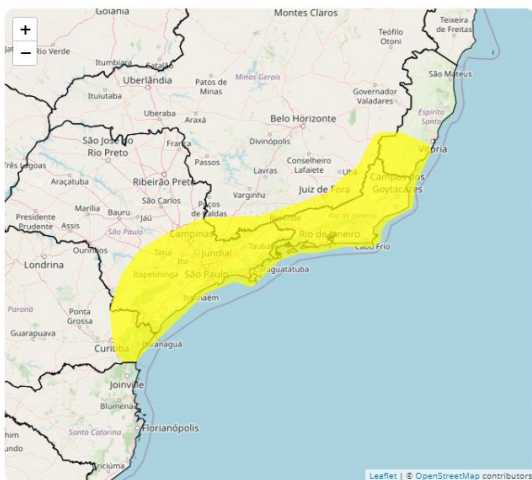 Goiânia
Montes Claros
Teixeira
de Freitas
+
Teófilo
Otoni
Rio Verde
−
Itumbiara
Catalão
São Mateus
Uberlândia
Patos de
Minas
Minas Gerais
Ituiutaba
Governador
Valadares
Uberaba
Araxá
Espírito
Santo
Belo Horizonte
São José do
Rio Preto
Franca
Divinópolis
Vitória
Três Lagoas
Passos
Conselheiro
Lafaiete
Ubá
Araçatuba
Ribeirão Preto
Lavras
Campos dos
Goytacazes
São Carlos
Varginha
Juiz de Fora
Marília
Bauru
Jaú
Poços
de Caldas
Presidente
Prudente
Assis
São Paulo
Resende
Rio de Janeiro
Campinas
Rio de Janeiro
Ourinhos
Tatuí
Jundiaí
Taubaté
Cabo Frio
Londrina
Itu
Itapetininga
São Paulo
Caraguatatuba
Itanhaém
Paraná
Ponta
Grossa
Guarapuava
Curitiba
Paranaguá
Joinville
Blumenau
Santa Catarina
Florianópolis
Criciúma
Leaflet | © OpenStreetMap contributors